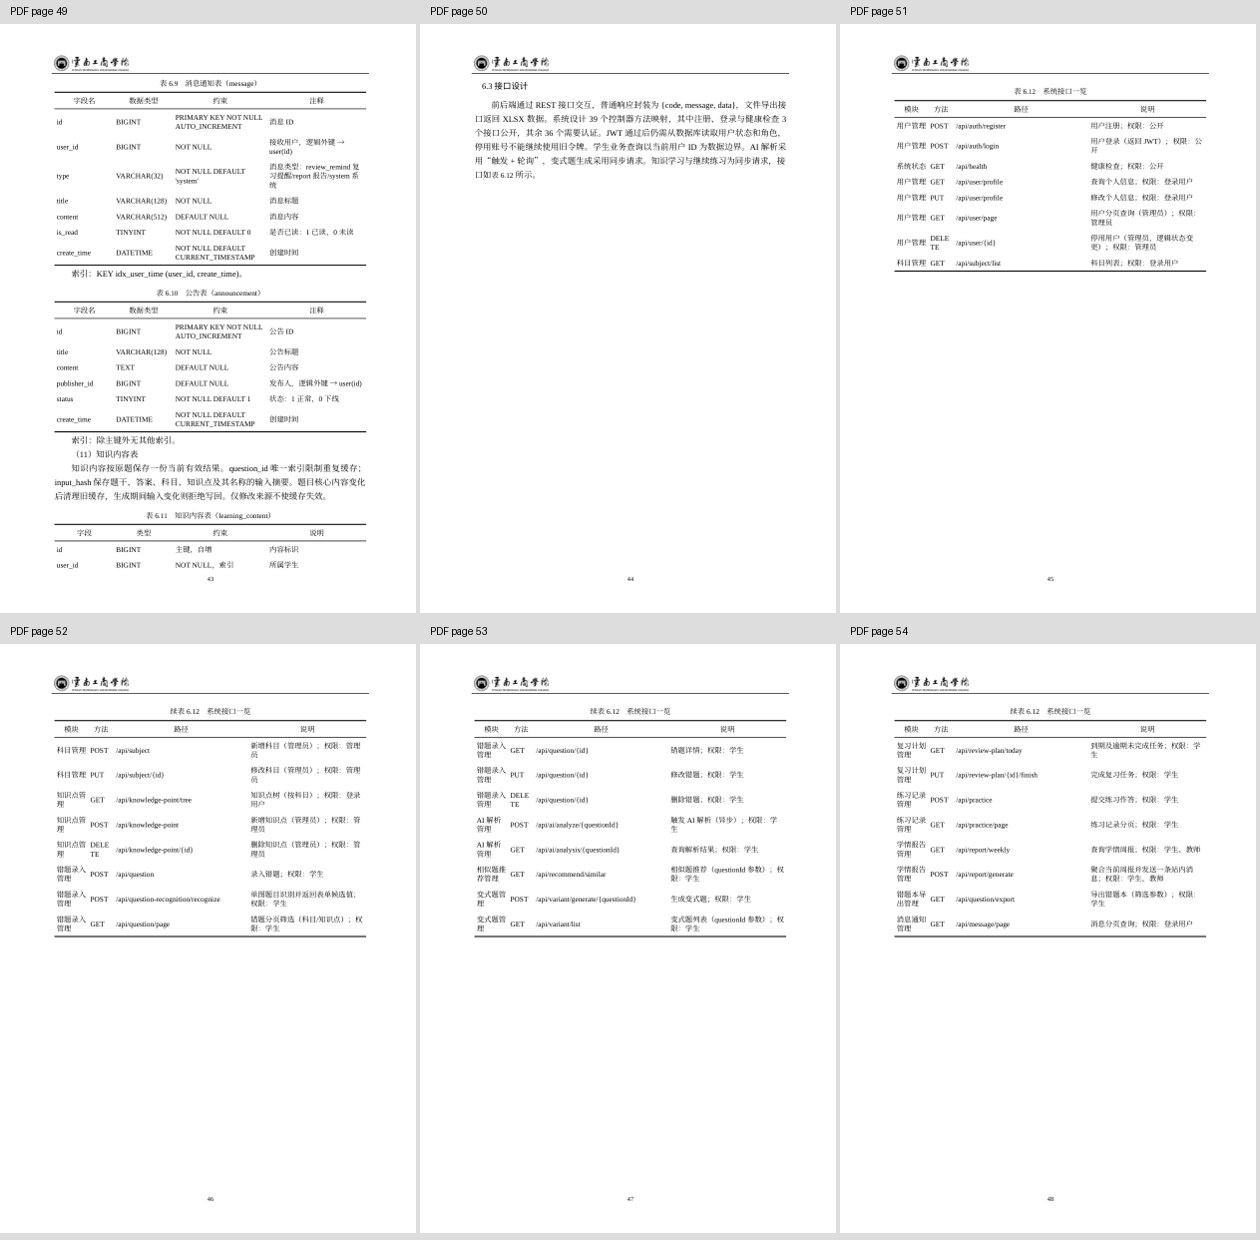 PDF page 49
云南工商学院
表 6.9 消息通知表（message）
字段名 数据类型 约束 注释
id BIGINT PRIMARY KEY NOT NULL AUTO_INCREMENT 消息 ID
user_id BIGINT NOT NULL 接收用户，逻辑外键 → user(id)
type VARCHAR(32) NOT NULL DEFAULT 'system' 消息类型：review_remind 复习提醒/report 报告/system 系统
title VARCHAR(128) NOT NULL 消息标题
content VARCHAR(512) DEFAULT NULL 消息内容
is_read TINYINT NOT NULL DEFAULT 0 是否已读：1 已读，0 未读
create_time DATETIME NOT NULL DEFAULT CURRENT_TIMESTAMP 创建时间
索引：KEY idx_user_time (user_id, create_time)。
表 6.10 公告表（announcement）
字段名 数据类型 约束 注释
id BIGINT PRIMARY KEY NOT NULL AUTO_INCREMENT 公告 ID
title VARCHAR(128) NOT NULL 公告标题
content TEXT DEFAULT NULL 公告内容
publisher_id BIGINT DEFAULT NULL 发布人，逻辑外键 → user(id)
status TINYINT NOT NULL DEFAULT 1 状态：1 正常，0 下线
create_time DATETIME NOT NULL DEFAULT CURRENT_TIMESTAMP 创建时间
索引：除主键外无其他索引。
（11）知识内容表
知识内容按原题保存一份当前有效结果。question_id 唯一索引限制重复缓存；
input_hash 保存题干、答案、科目、知识点及其名称的输入摘要。题目核心内容变化
后清理旧缓存，生成期间输入变化则拒绝写回。仅修改来源不使缓存失效。
表 6.11 知识内容表（learning_content）
字段 类型 约束 说明
id BIGINT 主键，自增 内容标识
user_id BIGINT NOT NULL，索引 所属学生
43
PDF page 50
云南工商学院
6.3 接口设计
前后端通过 REST 接口交互，普通响应封装为 {code, message, data}，文件导出接
口返回 XLSX 数据。系统设计 39 个控制器方法映射，其中注册、登录与健康检查 3
个接口公开，其余 36 个需要认证。JWT 通过后仍需从数据库读取用户状态和角色，
停用账号不能继续使用旧令牌。学生业务查询以当前用户 ID 为数据边界。AI 解析采
用“触发 + 轮询”，变式题生成采用同步请求。知识学习与继续练习为同步请求，接
口如表 6.12 所示。
44
PDF page 51
云南工商学院
表 6.12 系统接口一览
模块 方法 路径 说明
用户管理 POST /api/auth/register 用户注册；权限：公开
用户管理 POST /api/auth/login 用户登录（返回 JWT）；权限：公开
系统状态 GET /api/health 健康检查；权限：公开
用户管理 GET /api/user/profile 查询个人信息；权限：登录用户
用户管理 PUT /api/user/profile 修改个人信息；权限：登录用户
用户管理 GET /api/user/page 用户分页查询（管理员）；权限：管理员
用户管理 DELETE /api/user/{id} 停用用户（管理员，逻辑状态变更）；权限：管理员
科目管理 GET /api/subject/list 科目列表；权限：登录用户
45
PDF page 52
云南工商学院
续表 6.12 系统接口一览
模块 方法 路径 说明
科目管理 POST /api/subject 新增科目（管理员）；权限：管理员
科目管理 PUT /api/subject/{id} 修改科目（管理员）；权限：管理员
知识点管理 GET /api/knowledge-point/tree 知识点树（按科目）；权限：登录用户
知识点管理 POST /api/knowledge-point 新增知识点（管理员）；权限：管理员
知识点管理 DELETE /api/knowledge-point/{id} 删除知识点（管理员）；权限：管理员
错题录入管理 POST /api/question 录入错题；权限：学生
错题录入管理 POST /api/question-recognition/recognize 单图题目识别并返回表单候选值；权限：学生
错题录入管理 GET /api/question/page 错题分页筛选（科目/知识点）；权限：学生
46
PDF page 53
云南工商学院
续表 6.12 系统接口一览
模块 方法 路径 说明
错题录入管理 GET /api/question/{id} 错题详情；权限：学生
错题录入管理 PUT /api/question/{id} 修改错题；权限：学生
错题录入管理 DELETE /api/question/{id} 删除错题；权限：学生
AI 解析管理 POST /api/ai/analyze/{questionId} 触发 AI 解析（异步）；权限：学生
AI 解析管理 GET /api/ai/analysis/{questionId} 查询解析结果；权限：学生
相似题推荐管理 GET /api/recommend/similar 相似题推荐（questionId 参数）；权限：学生
变式题管理 POST /api/variant/generate/{questionId} 生成变式题；权限：学生
变式题管理 GET /api/variant/list 变式题列表（questionId 参数）；权限：学生
47
PDF page 54
云南工商学院
续表 6.12 系统接口一览
模块 方法 路径 说明
复习计划管理 GET /api/review-plan/today 到期及逾期未完成任务；权限：学生
复习计划管理 PUT /api/review-plan/{id}/finish 完成复习任务；权限：学生
练习记录管理 POST /api/practice 提交练习作答；权限：学生
练习记录管理 GET /api/practice/page 练习记录分页；权限：学生
学情报告管理 GET /api/report/weekly 查询学情周报；权限：学生，教师
学情报告管理 POST /api/report/generate 聚合当前周报并发送一条站内消息；权限：学生，教师
错题本导出管理 GET /api/question/export 导出错题本（筛选参数）；权限：学生
消息通知管理 GET /api/message/page 消息分页查询；权限：登录用户
48